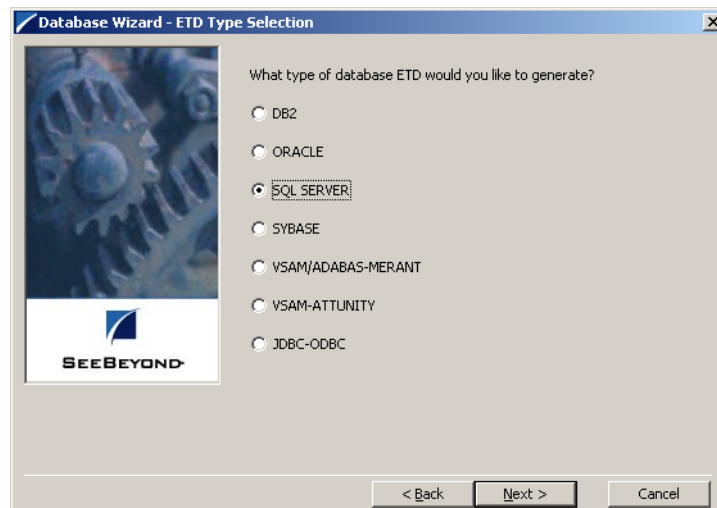 Database Wizard - ETD Type Selection
What type of database ETD would you like to generate?
DB2
ORACLE
SQL SERVER
SYBASE
VSAM/ADABAS-MERANT
VSAM-ATTUNITY
JDBC-ODBC
SEEBEYOND
< Back
Next >
Cancel